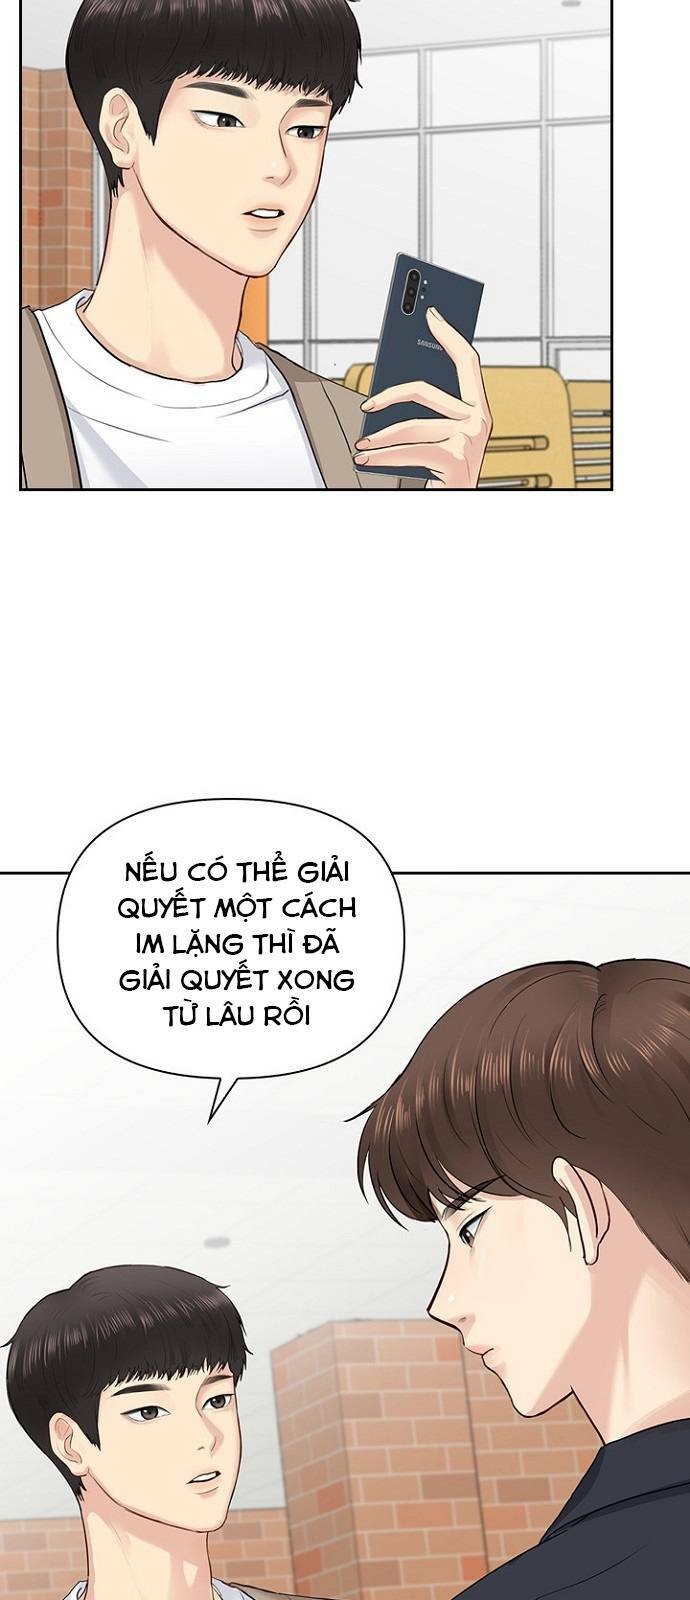 SAMSUNG
NẾU CÓ THỂ GIẢI
QUYẾT MỘT CÁCH
IM LẶNG THÌ ĐÃ
GIẢI QUYẾT XONG
TỪ LÂU RỒI